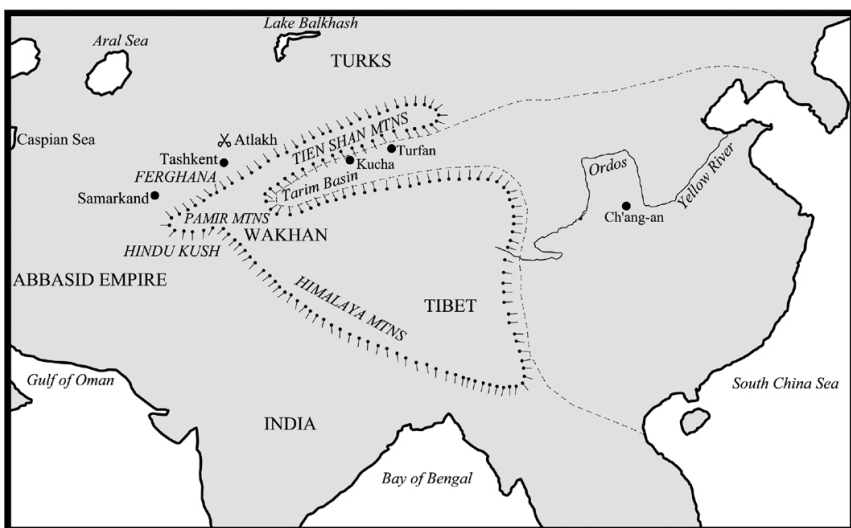 Lake Balkhash
Aral Sea
TURKS
Caspian Sea
Atlakh
TIEN SHAN MTNS
Turfan
Tashkent
Kucha
FERGHANA
Tarim Basin
Samarkand
Ordos
Yellow River
Ch'ang-an
PAMIR MTNS
WAKHAN
HINDU KUSH
ABBASID EMPIRE
HIMALAYA MTNS
TIBET
Gulf of Oman
South China Sea
INDIA
Bay of Bengal